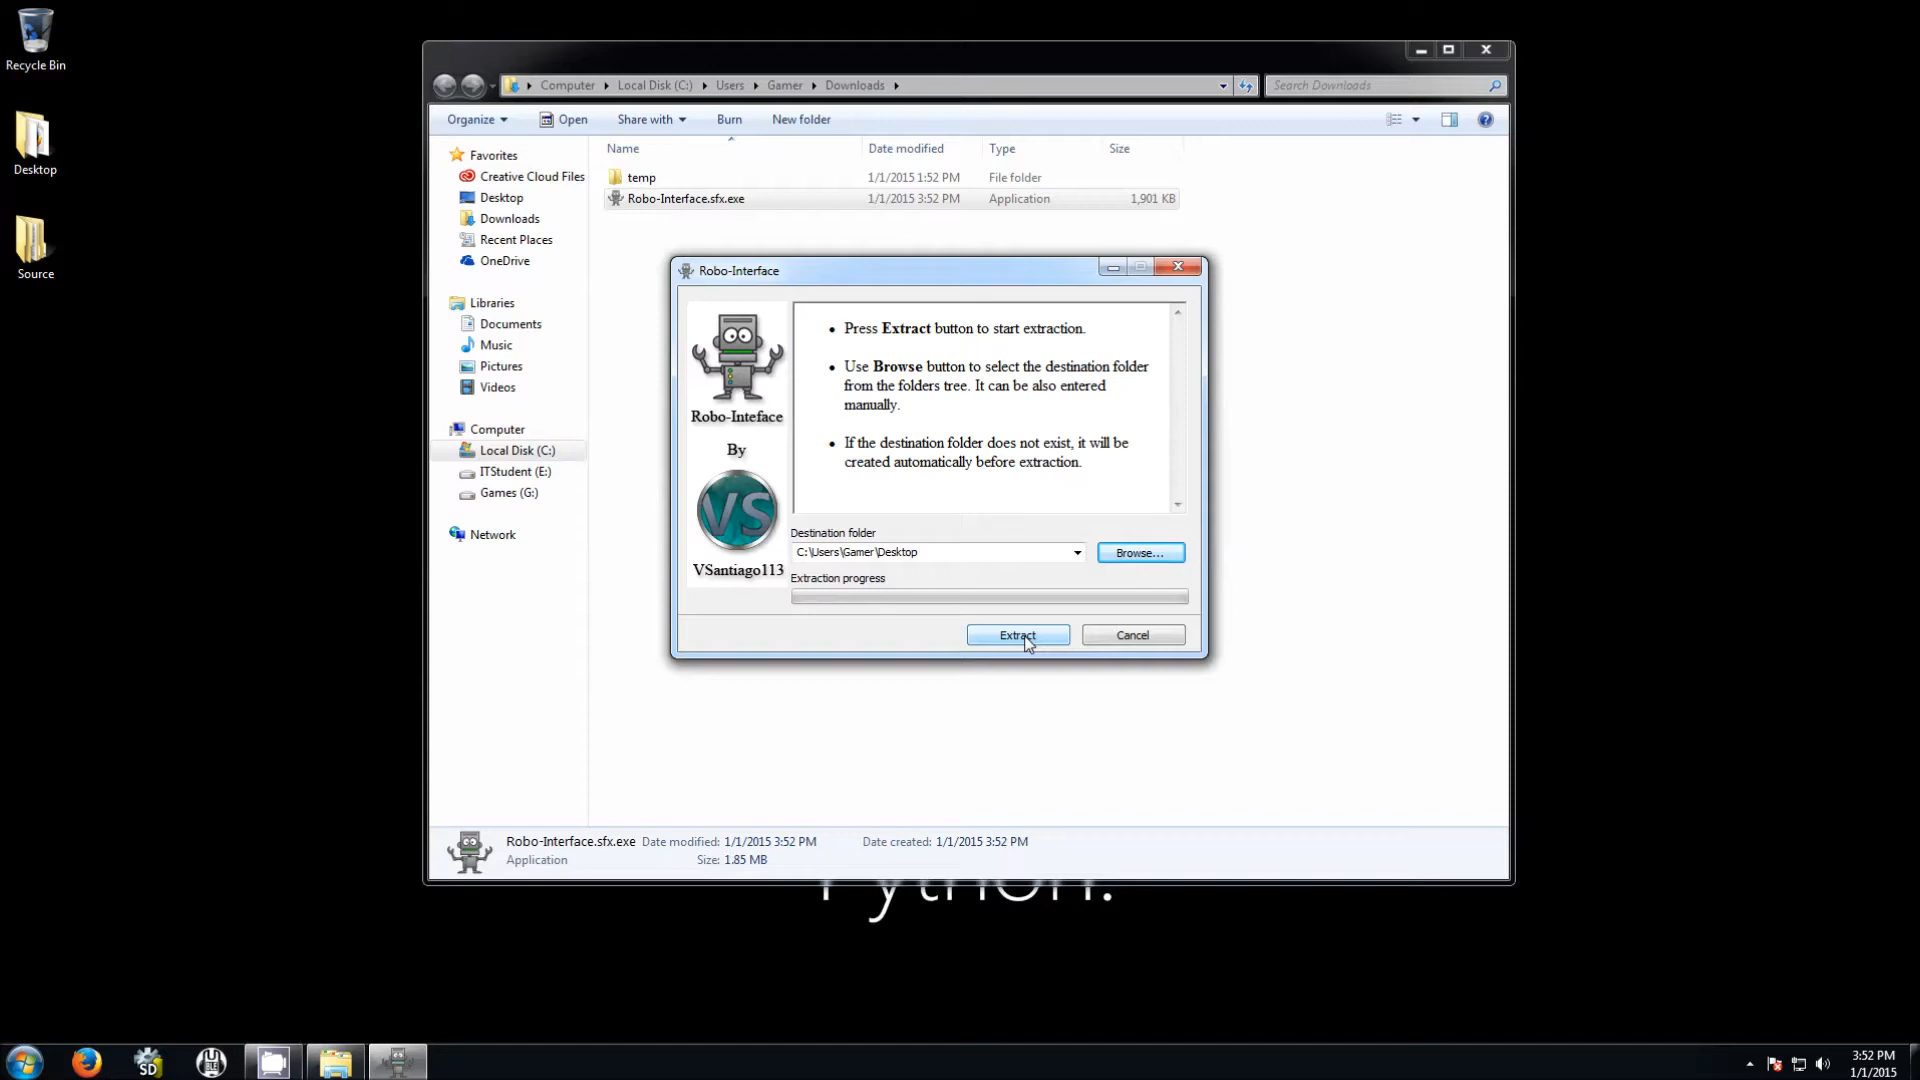 Recycle Bin
Desktop
Source
Computer Local Disk (C:) Users Gamer Downloads
Search Downloads
Organize Open Share with Burn New folder
Name Date modified Type Size
temp 1/1/2015 1:52 PM File folder
Robo-Interface.sfx.exe 1/1/2015 3:52 PM Application 1,901 KB
Favorites
Creative Cloud Files
Desktop
Downloads
Recent Places
OneDrive
Libraries
Documents
Music
Pictures
Videos
Computer
Local Disk (C:)
ITStudent (E:)
Games (G:)
Network
Robo-Interface
Robo-Inteface
By
VS
VSantiago113
• Press Extract button to start extraction.
• Use Browse button to select the destination folder
from the folders tree. It can be also entered
manually.
• If the destination folder does not exist, it will be
created automatically before extraction.
Destination folder
C:\Users\Gamer\Desktop
Browse...
Extraction progress
Extract
Cancel
Robo-Interface.sfx.exe Date modified: 1/1/2015 3:52 PM Date created: 1/1/2015 3:52 PM
Application Size: 1.85 MB
Python.
SD
3:52 PM
1/1/2015